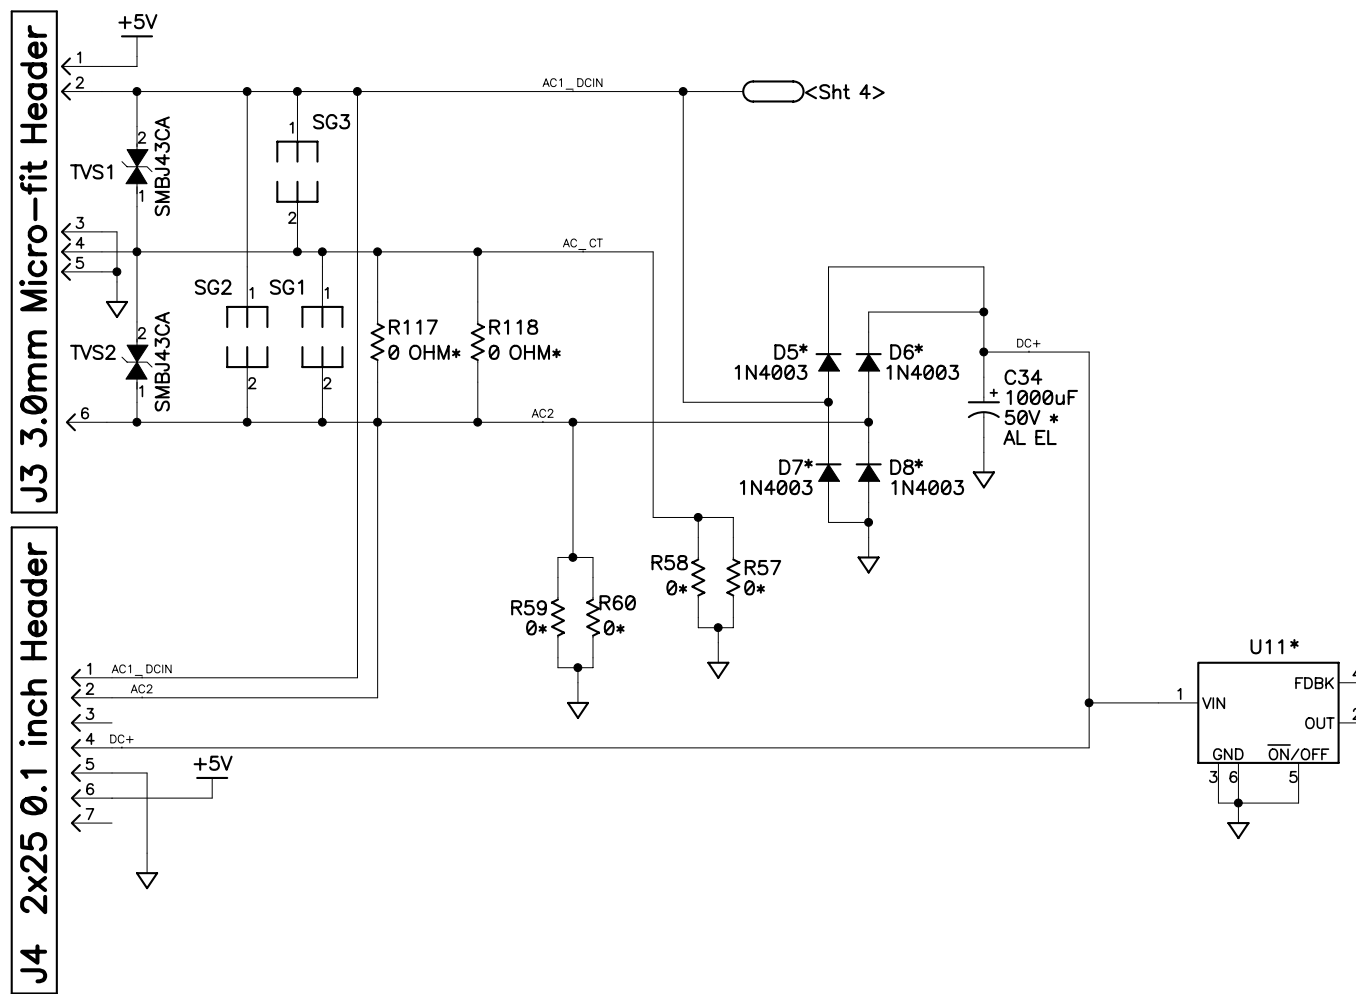 J3 3.0mm Micro-fit Header
+5V
1
2
AC1_DCIN
<Sht 4>
2
TVS1
1
SMBJ43CA
1
SG3
2
3
4
5
AC_CT
2
TVS2
1
SMBJ43CA
SG2
1
2
SG1
1
2
R117
0 OHM*
R118
0 OHM*
6
AC2
D5*
1N4003
D6*
1N4003
DC+
C34
+ 1000uF
50V *
AL EL
D7*
1N4003
D8*
1N4003
R58
0*
R57
0*
R59
0*
R60
0*
J4 2x25 0.1 inch Header
1 AC1_DCIN
2 AC2
3
4 DC+
5
6
7
+5V
U11*
1
VIN
FDBK
4
OUT
2
GND
ON/OFF
3
6
5